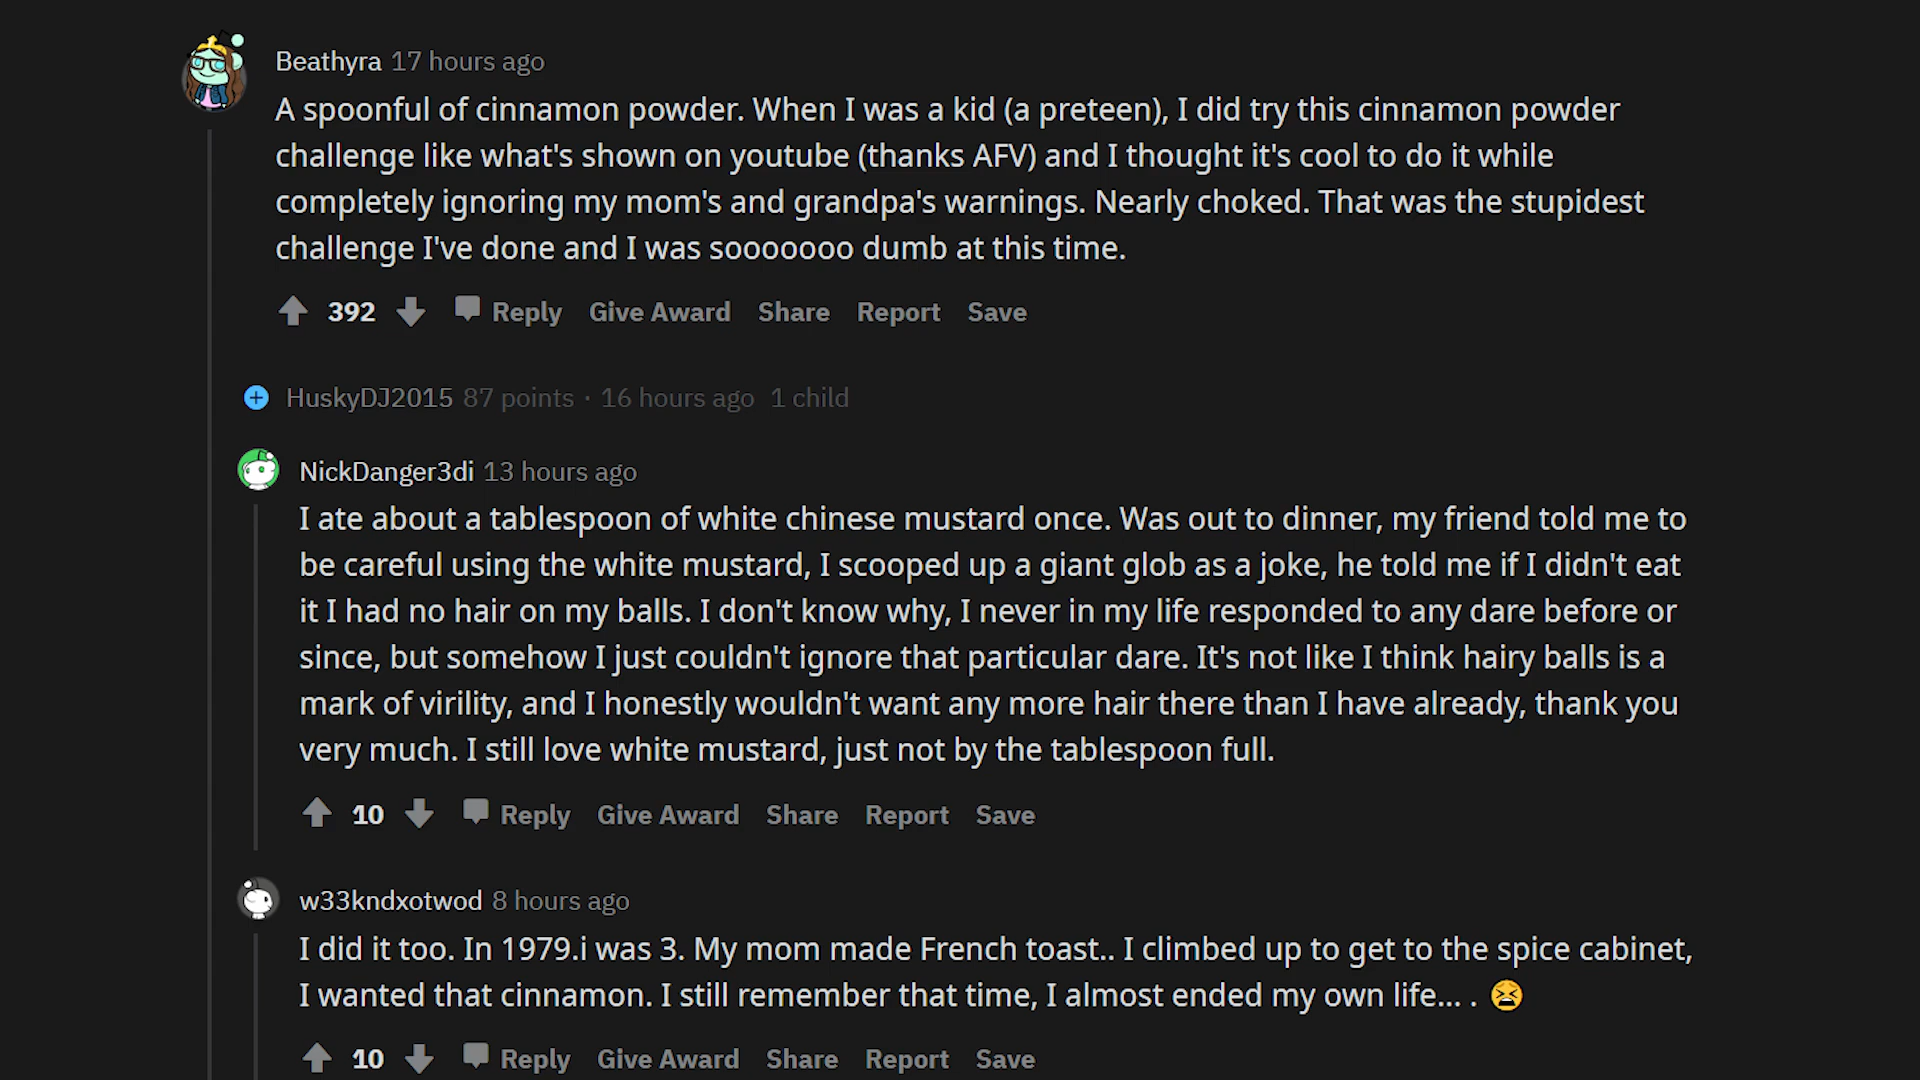 Beathyra 17 hours ago
A spoonful of cinnamon powder. When I was a kid (a preteen), I did try this cinnamon powder
challenge like what's shown on youtube (thanks AFV) and I thought it's cool to do it while
completely ignoring my mom's and grandpa's warnings. Nearly choked. That was the stupidest
challenge I've done and I was sooooooo dumb at this time.
392 Reply Give Award Share Report Save
HuskyDJ2015 87 points · 16 hours ago 1 child
NickDanger3di 13 hours ago
I ate about a tablespoon of white chinese mustard once. Was out to dinner, my friend told me to
be careful using the white mustard, I scooped up a giant glob as a joke, he told me if I didn't eat
it I had no hair on my balls. I don't know why, I never in my life responded to any dare before or
since, but somehow I just couldn't ignore that particular dare. It's not like I think hairy balls is a
mark of virility, and I honestly wouldn't want any more hair there than I have already, thank you
very much. I still love white mustard, just not by the tablespoon full.
10 Reply Give Award Share Report Save
w33kndxotwod 8 hours ago
I did it too. In 1979.i was 3. My mom made French toast.. I climbed up to get to the spice cabinet,
I wanted that cinnamon. I still remember that time, I almost ended my own life... . 😫
10 Reply Give Award Share Report Save